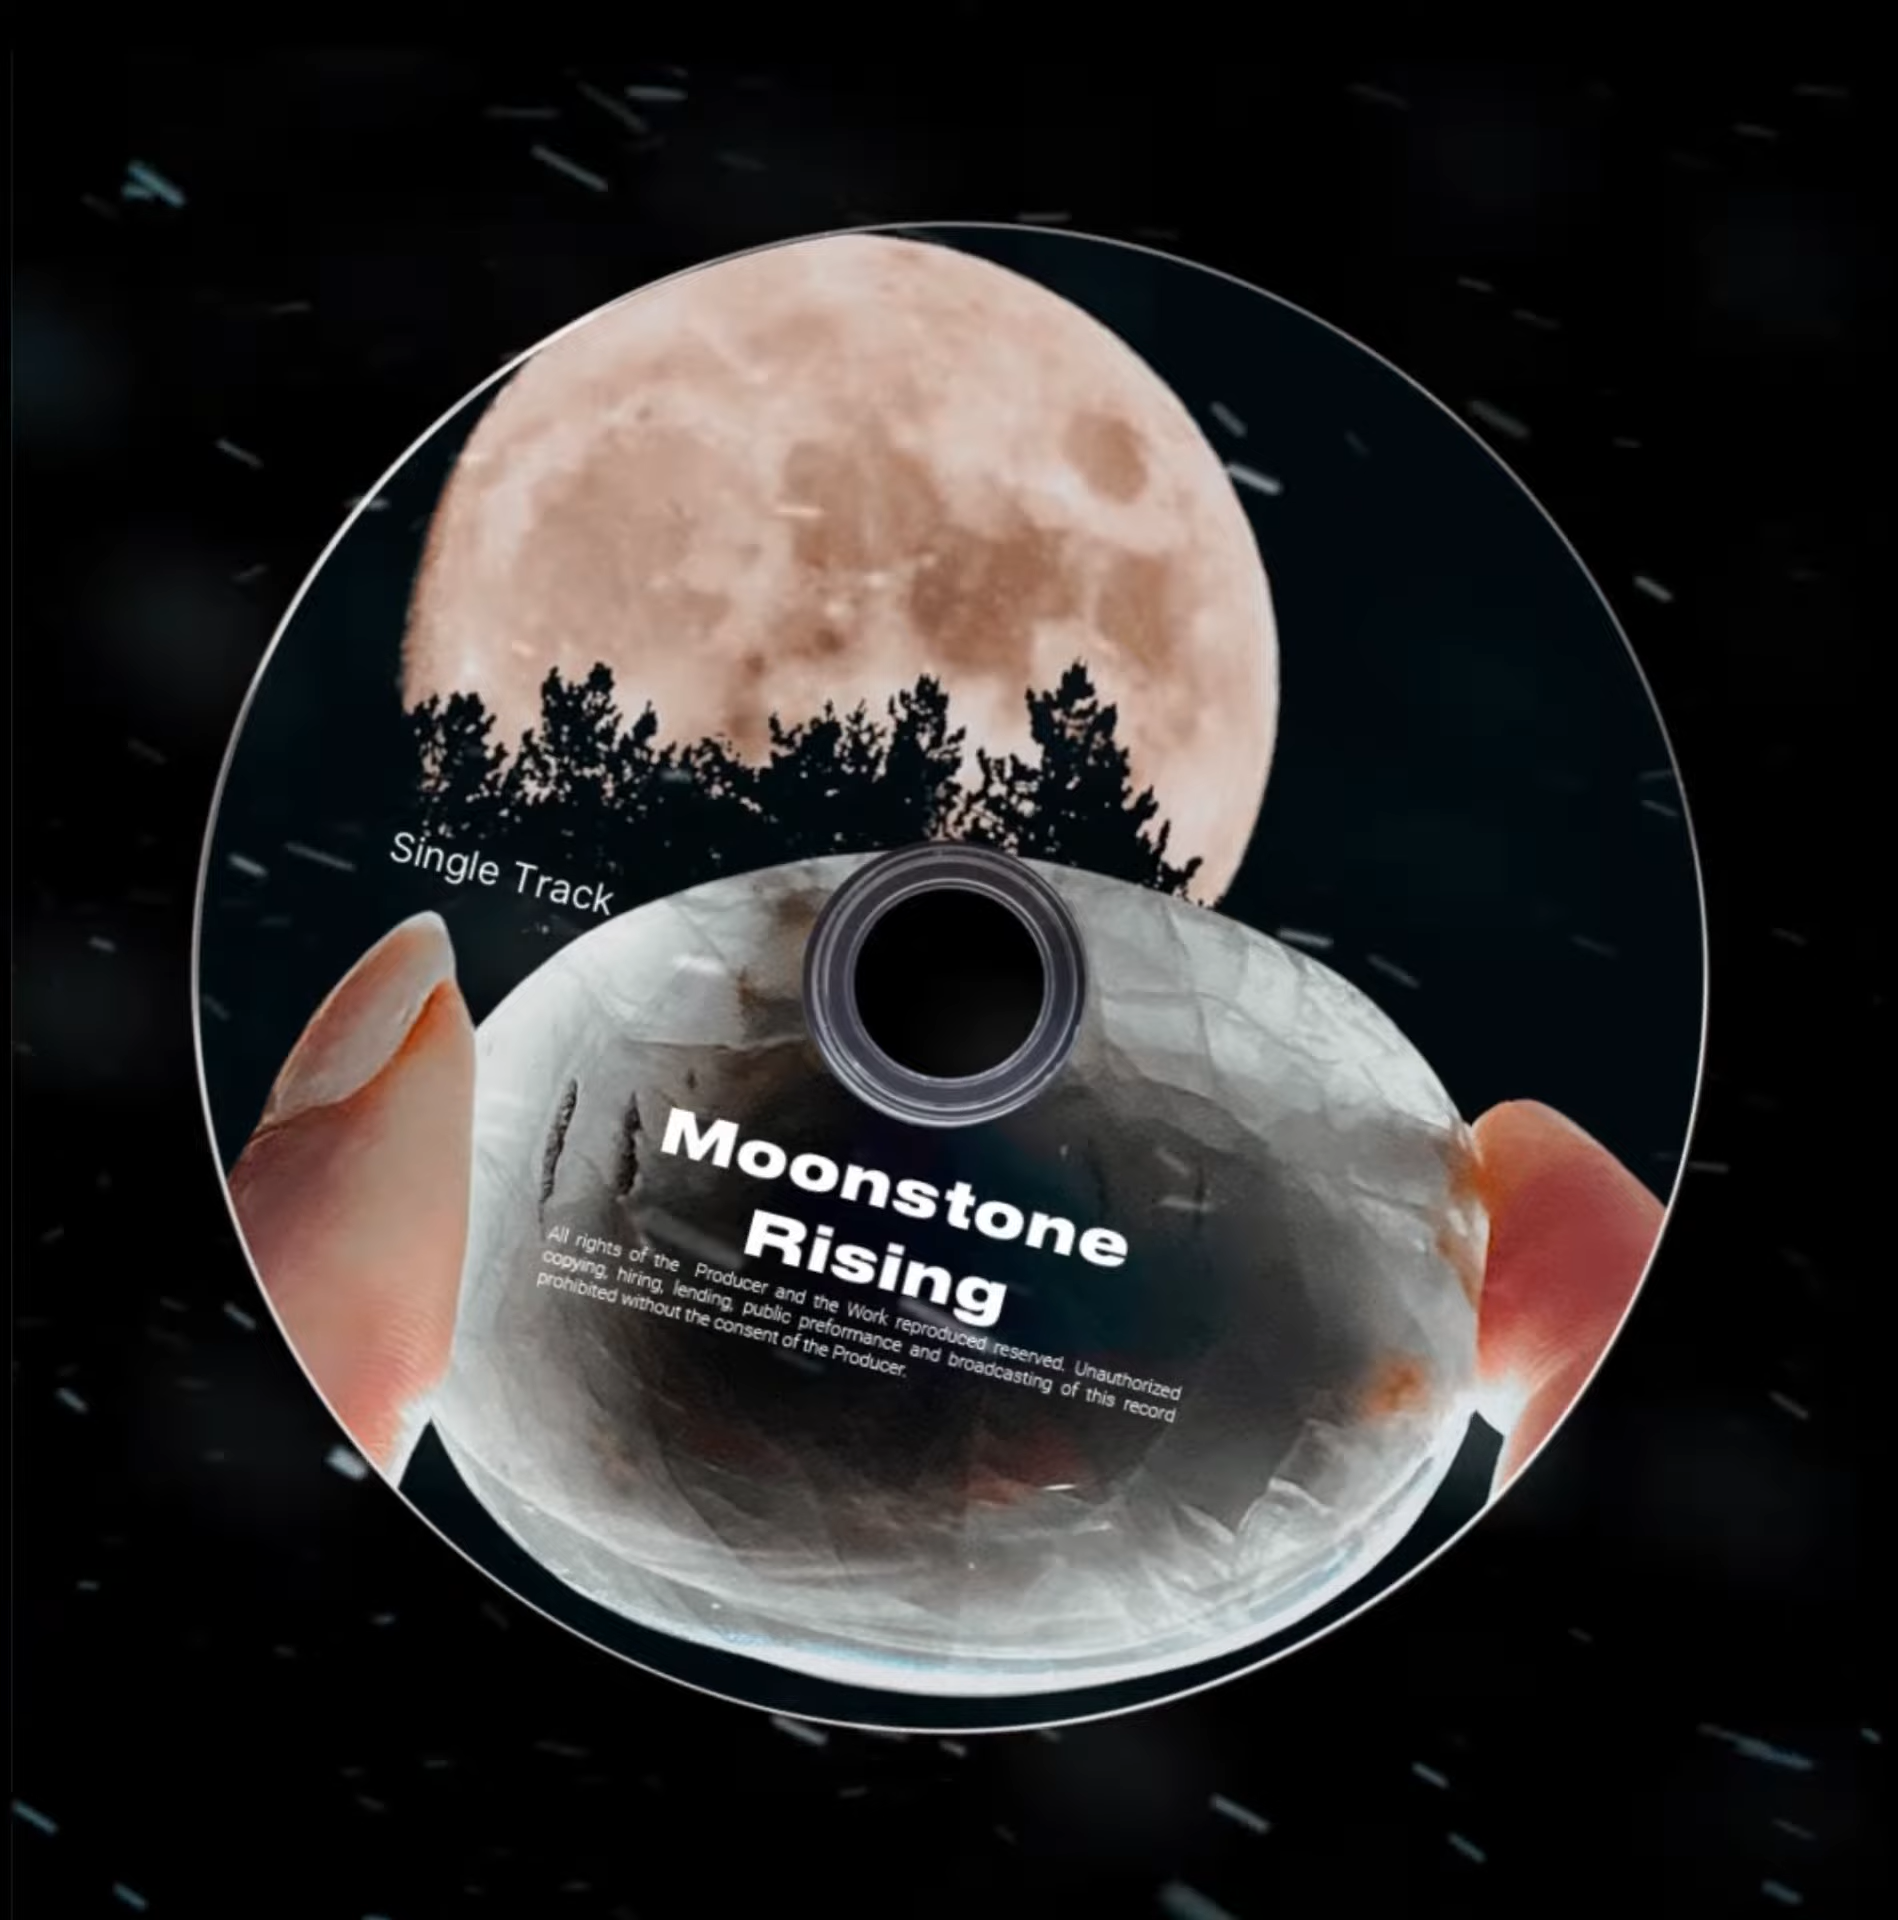 Single Track
Moonstone
Rising
All rights of the Producer and the Work reproduced reserved. Unauthorized
copying, hiring, lending, public preformance and broadcasting of this record
prohibited without the consent of the Producer.